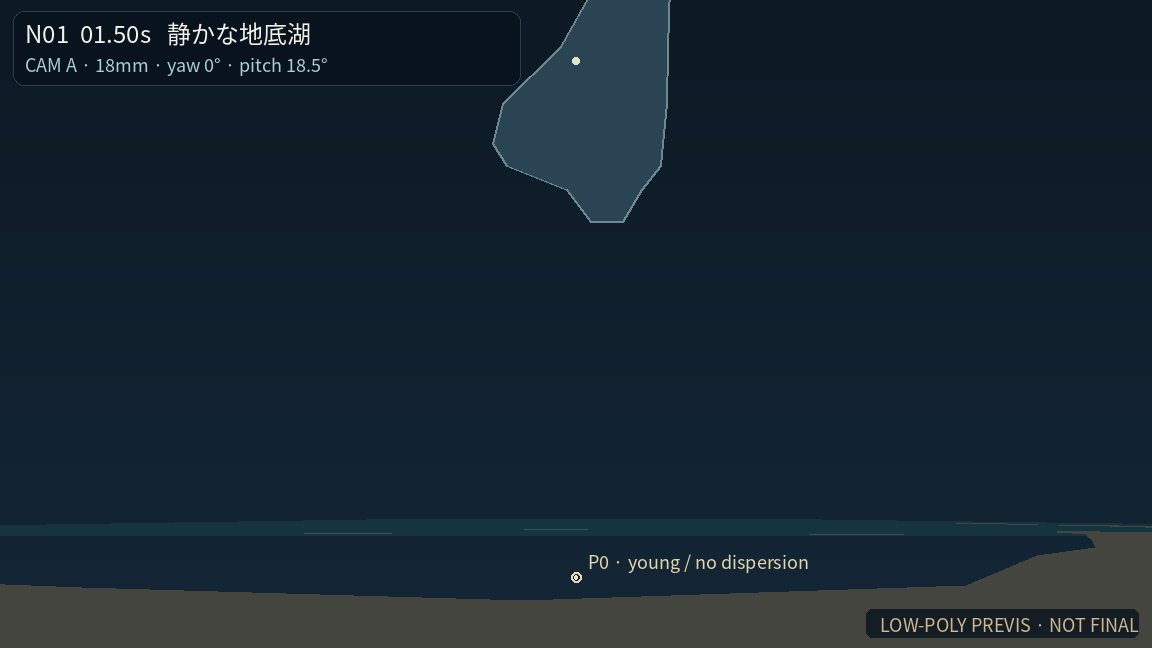 N01 01.50s 静かな地底湖
CAM A · 18mm · yaw 0° · pitch 18.5°
P0 · young / no dispersion
LOW-POLY PREVIS · NOT FINAL